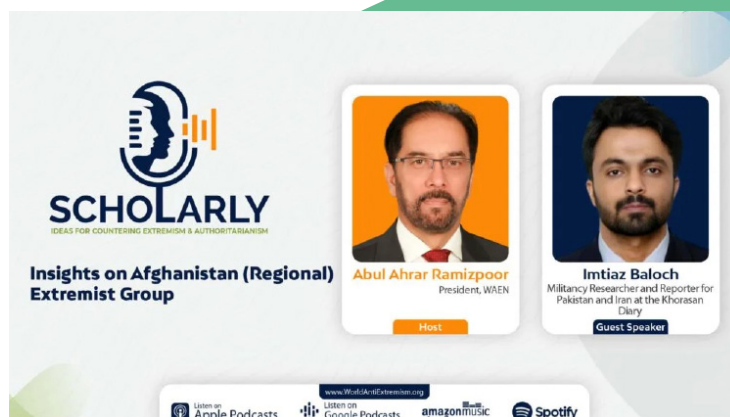 SCHOLARLY
IDEAS FOR COUNTERING EXTREMISM & AUTHORITARIANISM
Insights on Afghanistan (Regional)
Extremist Group
Abul Ahrar Ramizpoor
President, WAEN
Host
Imtiaz Baloch
Militancy Researcher and Reporter for
Pakistan and Iran at the Khorasan
Diary
Guest Speaker
www.WorldAntiExtremism.org
Listen on
Apple Podcasts
Listen on
Google Podcasts
amazon music
Spotify